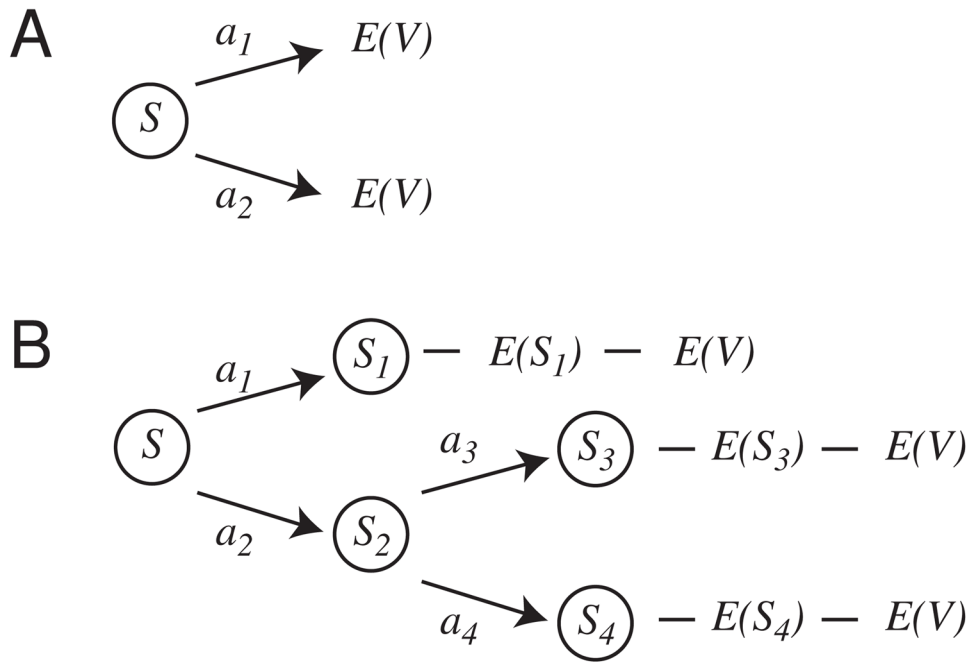 A
a1 E(V)
S
a2 E(V)
B
a1 S1 — E(S1) — E(V)
S a3 S3 — E(S3) — E(V)
a2 S2
a4 S4 — E(S4) — E(V)